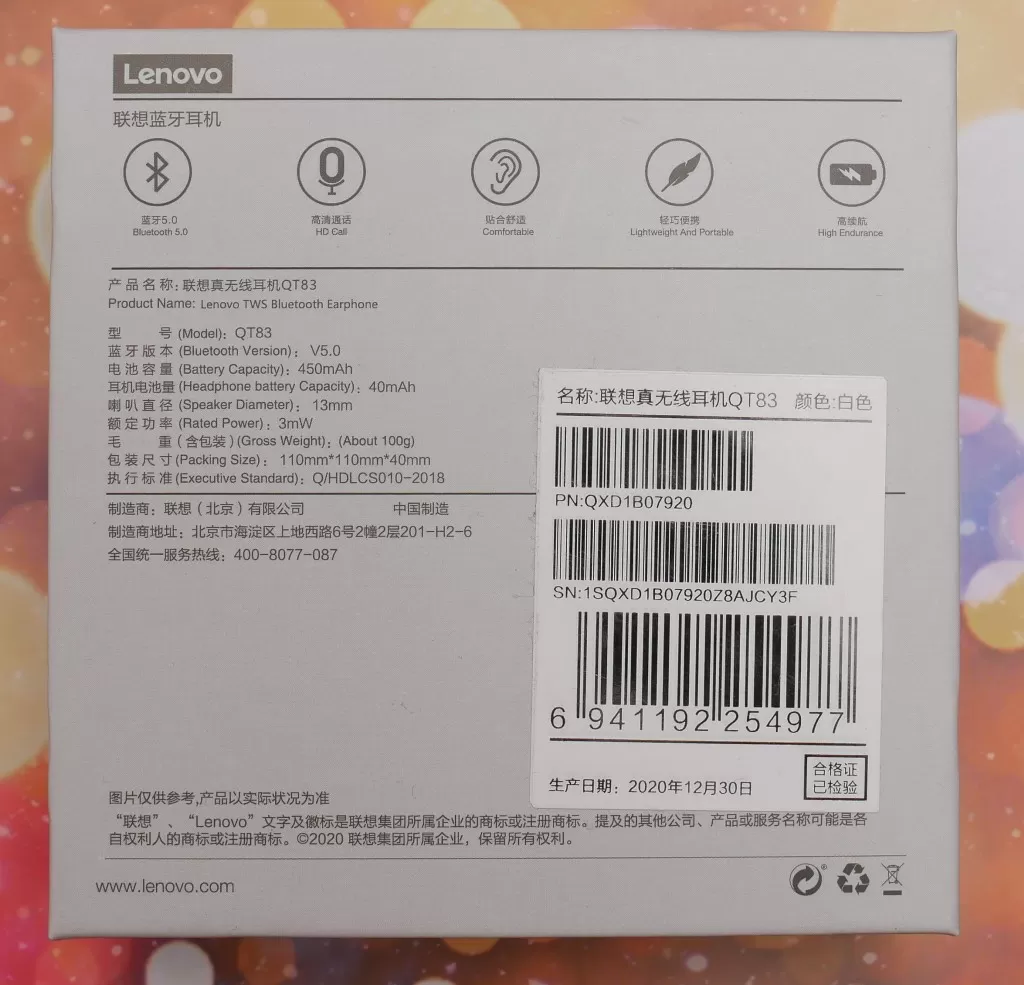 Lenovo
联想蓝牙耳机
蓝牙5.0
Bluetooth 5.0
高清通话
HD Call
贴合舒适
Comfortable
轻巧便携
Lightweight And Portable
高续航
High Endurance
产品名称：联想真无线耳机QT83
Product Name: Lenovo TWS Bluetooth Earphone
型 号 (Model)：QT83
蓝牙版本 (Bluetooth Version)：V5.0
电池容量 (Battery Capacity)：450mAh
耳机电池量 (Headphone battery Capacity)：40mAh
喇叭直径 (Speaker Diameter)：13mm
额定功率 (Rated Power)：3mW
毛 重（含包装）(Gross Weight)：(About 100g)
包装尺寸 (Packing Size)：110mm*110mm*40mm
执行标准 (Executive Standard)：Q/HDLCS010-2018
制造商：联想（北京）有限公司 中国制造
制造商地址：北京市海淀区上地西路6号2幢2层201-H2-6
全国统一服务热线：400-8077-087
名称:联想真无线耳机QT83 颜色:白色
PN:QXD1B07920
SN:1SQXD1B07920Z8AJCY3F
6 941192 254977
生产日期：2020年12月30日
合格证
已检验
图片仅供参考,产品以实际状况为准
“联想”、“Lenovo”文字及徽标是联想集团所属企业的商标或注册商标。提及的其他公司、产品或服务名称可能是各
自权利人的商标或注册商标。©2020 联想集团所属企业，保留所有权利。
www.lenovo.com